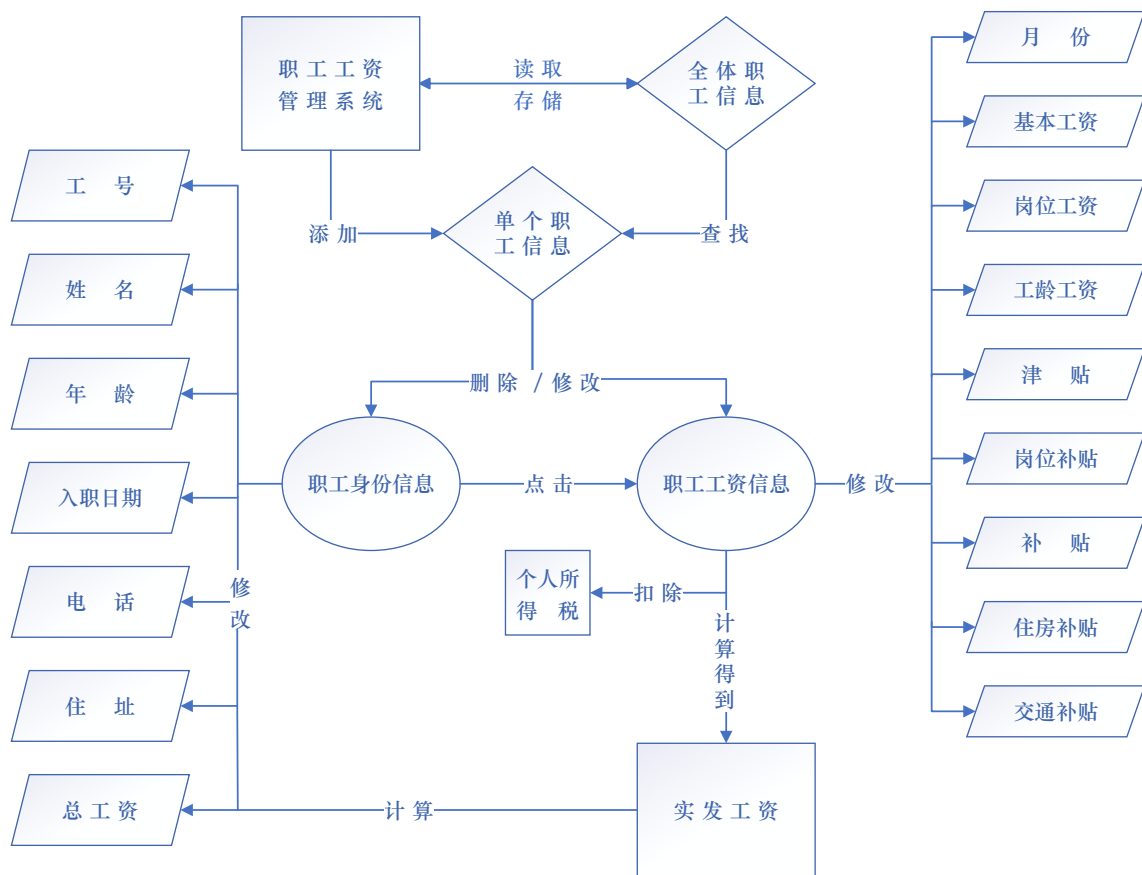 职工工资
管理系统
读取
存储
全体职
工信息
添加
单个职
工信息
查找
删除 / 修改
职工身份信息
点击
职工工资信息
修改
个人所
得 税
扣除
计
算
得
到
实发工资
计算
修
改
工 号
姓 名
年 龄
入职日期
电 话
住 址
总工资
月 份
基本工资
岗位工资
工龄工资
津 贴
岗位补贴
补 贴
住房补贴
交通补贴